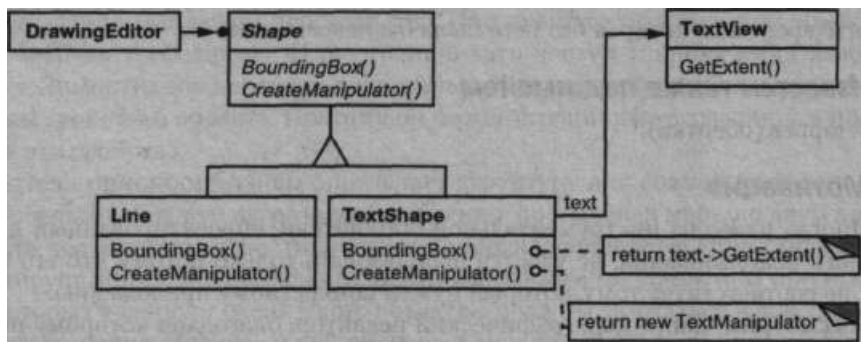 DrawingEditor
Shape
TextView
BoundingBox()
CreateManipulator()
GetExtent()
Line
TextShape
text
BoundingBox()
CreateManipulator()
BoundingBox()
CreateManipulator()
return text->GetExtent()
return new TextManipulator